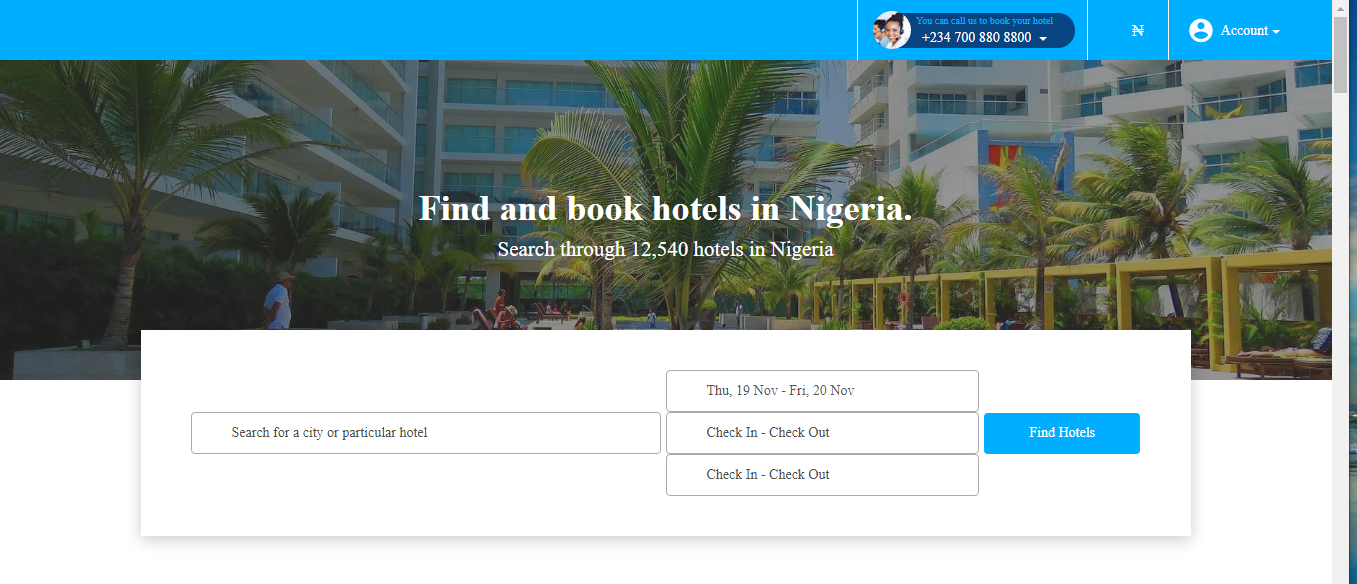 You can call us to book your hotel
+234 700 880 8800
₦
Account
Find and book hotels in Nigeria.
Search through 12,540 hotels in Nigeria
Thu, 19 Nov - Fri, 20 Nov
Search for a city or particular hotel
Check In - Check Out
Find Hotels
Check In - Check Out